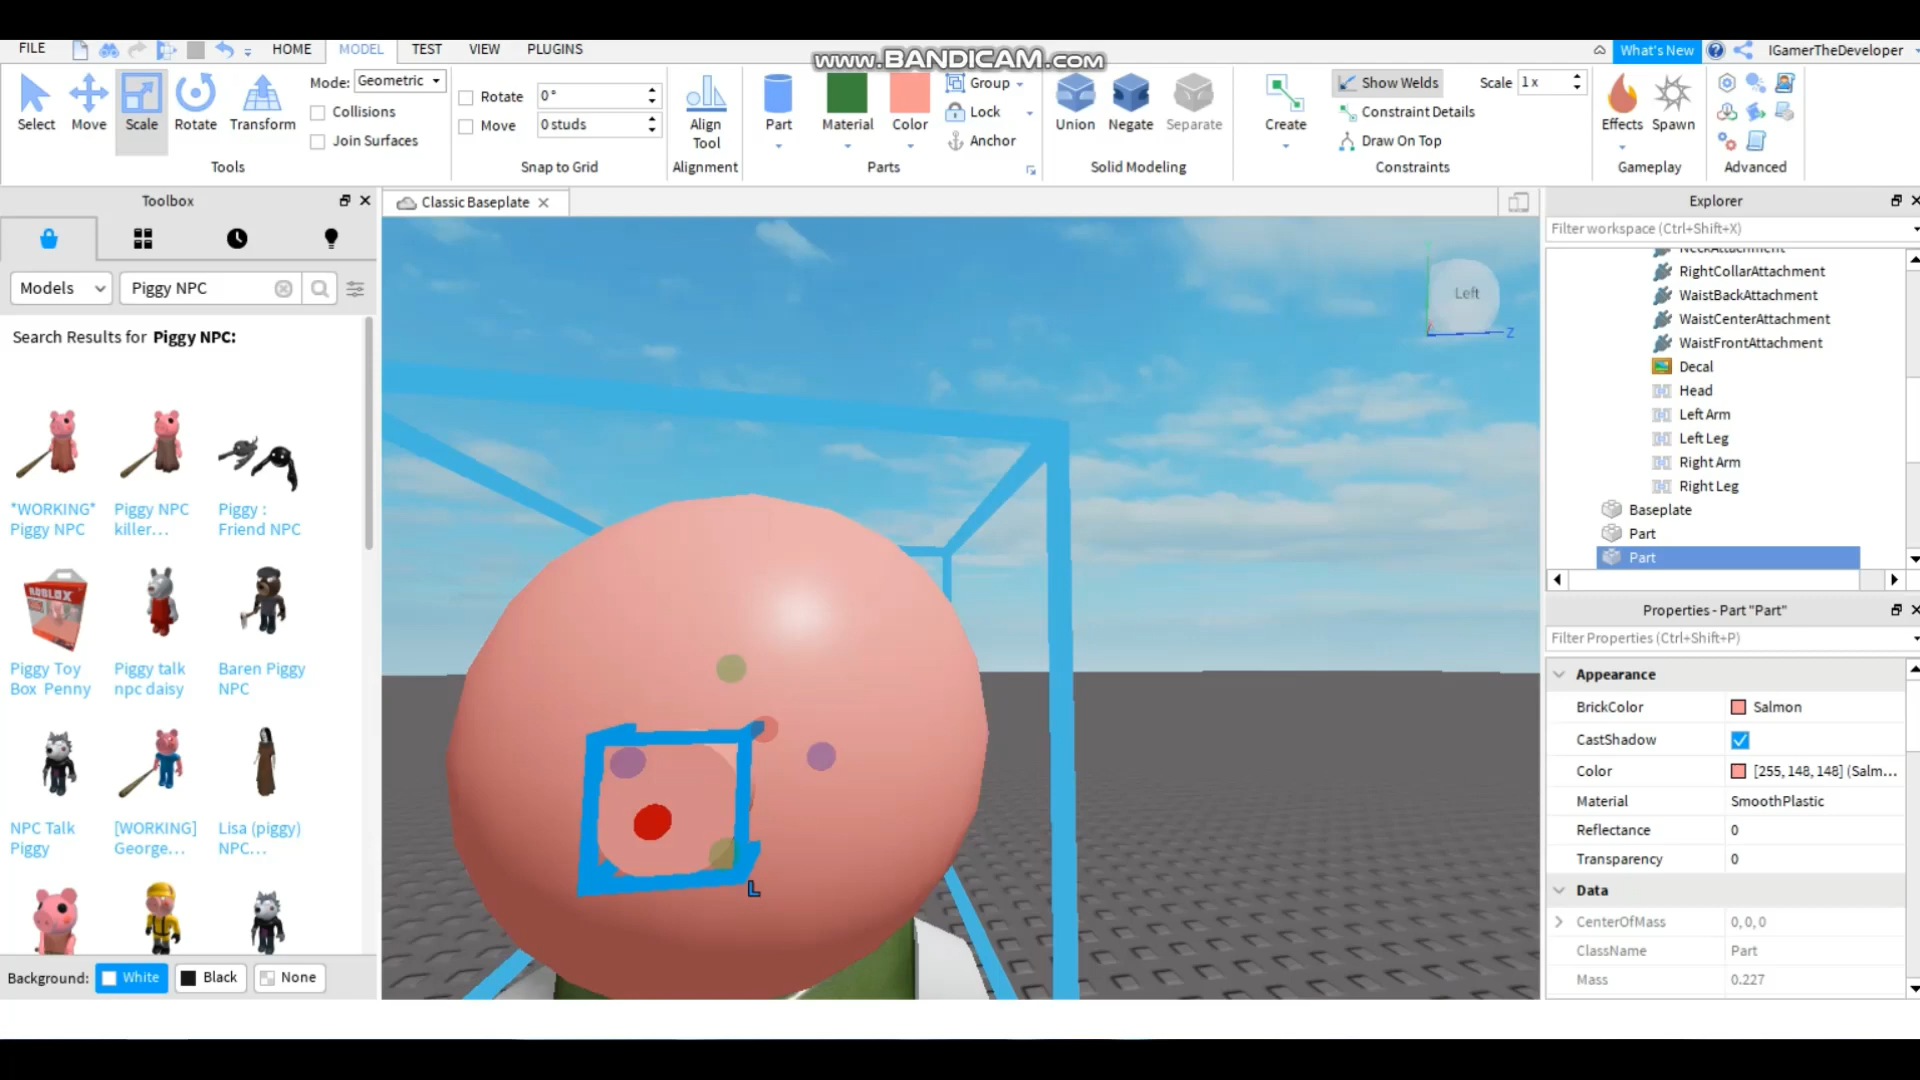 www.BANDICAM.com
FILE HOME MODEL TEST VIEW PLUGINS What's New IGamerTheDeveloper
Select Move Scale Rotate Transform
Mode: Geometric
Collisions
Join Surfaces
Tools
Rotate 0°
Move 0 studs
Snap to Grid
Align
Tool
Alignment
Part Material Color
Group
Lock
Anchor
Parts
Union Negate Separate
Solid Modeling
Create
Show Welds Scale 1 x
Constraint Details
Draw On Top
Constraints
Effects Spawn
Gameplay
Advanced
Toolbox
Models Piggy NPC
Search Results for Piggy NPC:
*WORKING*
Piggy NPC
Piggy NPC
killer...
Piggy :
Friend NPC
ROBLOX
Piggy Toy
Box Penny
Piggy talk
npc daisy
Baren Piggy
NPC
NPC Talk
Piggy
[WORKING]
George...
Lisa (piggy)
NPC...
Background: White Black None
Classic Baseplate
Left
Z
L
Explorer
Filter workspace (Ctrl+Shift+X)
NeckAttachment
RightCollarAttachment
WaistBackAttachment
WaistCenterAttachment
WaistFrontAttachment
Decal
Head
Left Arm
Left Leg
Right Arm
Right Leg
Baseplate
Part
Part
Properties - Part "Part"
Filter Properties (Ctrl+Shift+P)
Appearance
BrickColor Salmon
CastShadow
Color [255, 148, 148] (Salm...
Material SmoothPlastic
Reflectance 0
Transparency 0
Data
CenterOfMass 0, 0, 0
ClassName Part
Mass 0.227